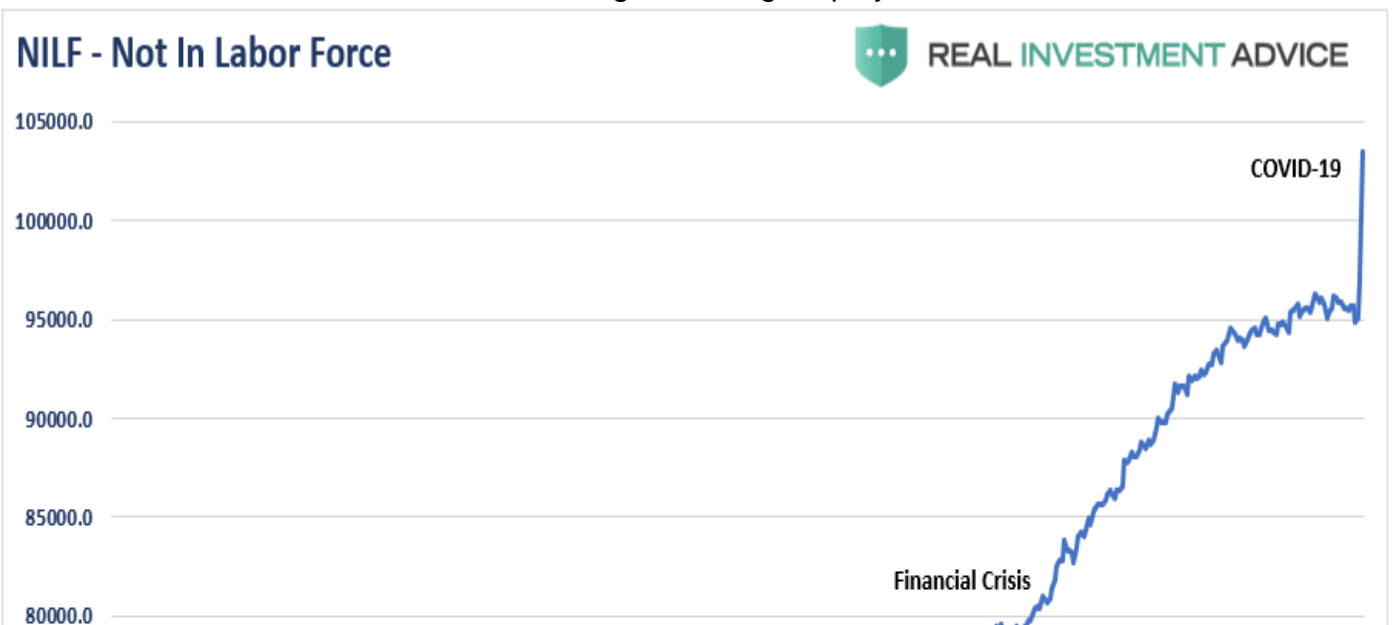 NILF - Not In Labor Force
REAL INVESTMENT ADVICE
105000.0
COVID-19
100000.0
95000.0
90000.0
85000.0
Financial Crisis
80000.0